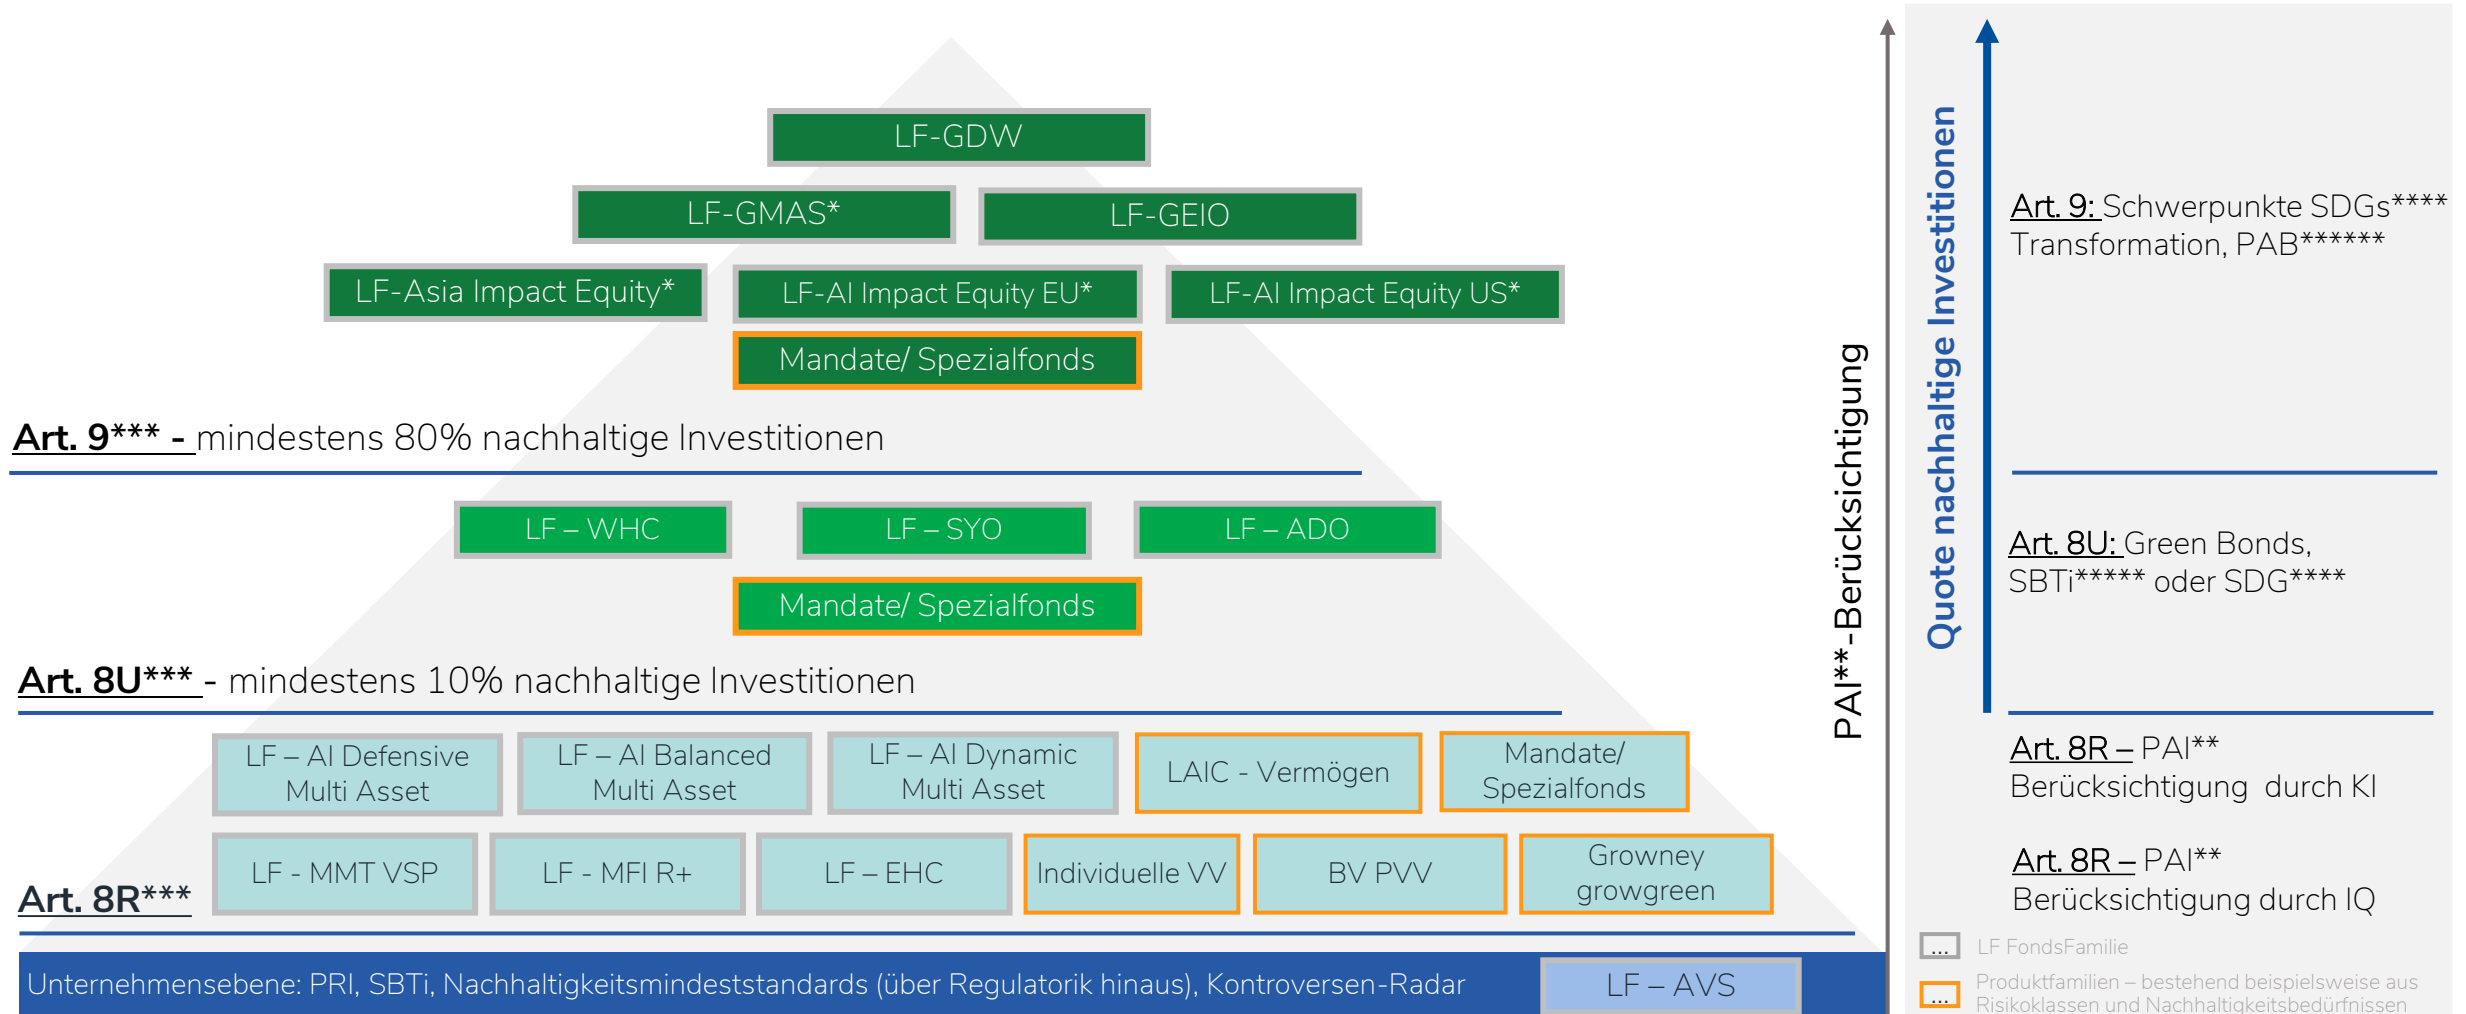 LF-GDW
LF-GMAS*
LF-GEIO
LF-Asia Impact Equity*
LF-AI Impact Equity EU*
LF-AI Impact Equity US*
Mandate/ Spezialfonds
Art. 9*** - mindestens 80% nachhaltige Investitionen
LF – WHC
LF – SYO
LF – ADO
Mandate/ Spezialfonds
Art. 8U*** - mindestens 10% nachhaltige Investitionen
LF – AI Defensive
Multi Asset
LF – AI Balanced
Multi Asset
LF – AI Dynamic
Multi Asset
LAIC - Vermögen
Mandate/
Spezialfonds
Art. 8R***
LF - MMT VSP
LF - MFI R+
LF – EHC
Individuelle VV
BV PVV
Growney
growgreen
Unternehmensebene: PRI, SBTi, Nachhaltigkeitsmindeststandards (über Regulatorik hinaus), Kontroversen-Radar
LF – AVS
PAI**-Berücksichtigung
Quote nachhaltige Investitionen
Art. 9: Schwerpunkte SDGs****
Transformation, PAB******
Art. 8U: Green Bonds,
SBTi***** oder SDG****
Art. 8R – PAI**
Berücksichtigung durch KI
Art. 8R – PAI**
Berücksichtigung durch IQ
... LF FondsFamilie
... Produktfamilien – bestehend beispielsweise aus
Risikoklassen und Nachhaltigkeitsbedürfnissen